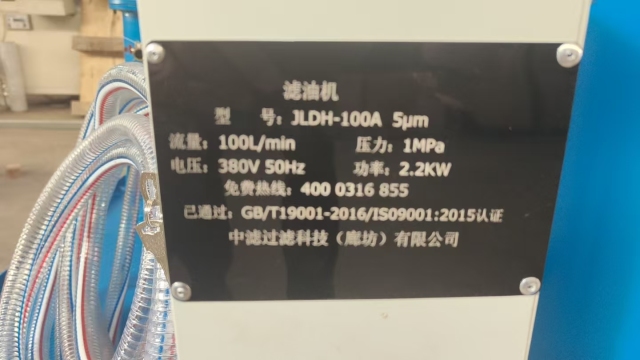 滤油机
型 号: JLDH-100A 5μm
流量: 100L/min 压力: 1MPa
电压: 380V 50Hz 功率: 2.2KW
免费热线: 400 0316 855
已通过: GB/T19001-2016/ISO9001:2015认证
中滤过滤科技（廊坊）有限公司